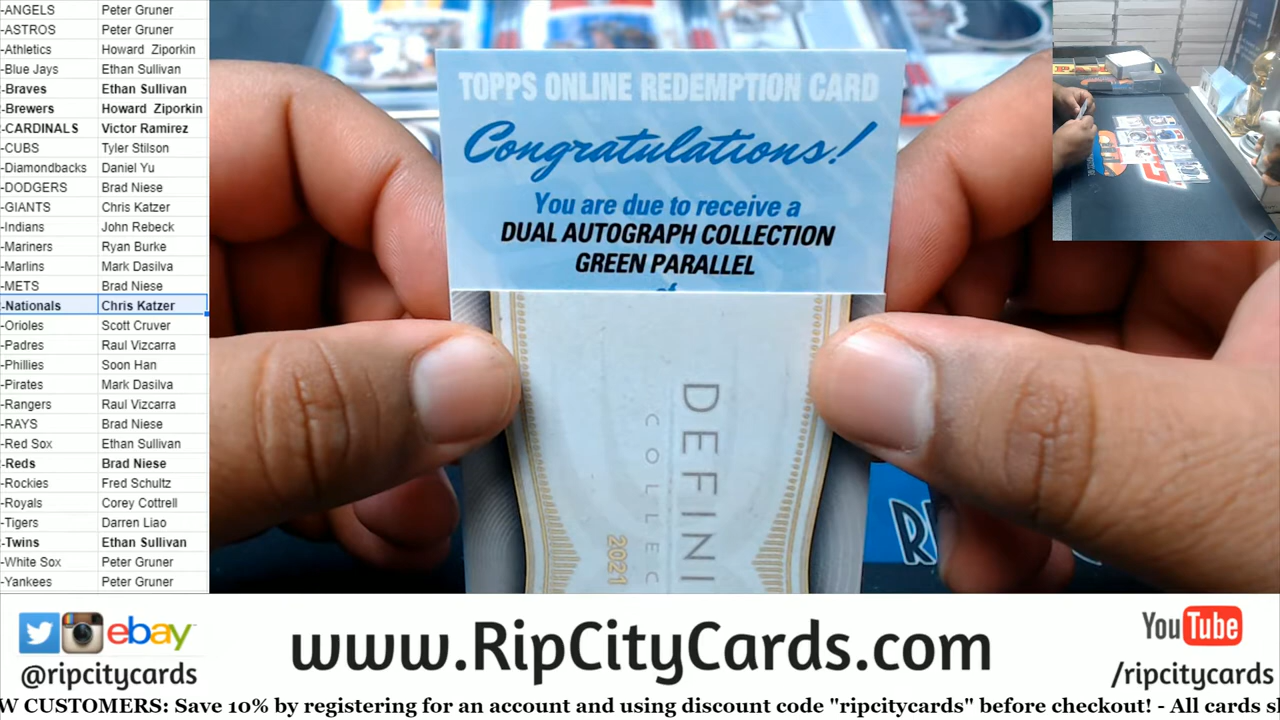 -ANGELS Peter Gruner
-ASTROS Peter Gruner
-Athletics Howard Ziporkin
-Blue Jays Ethan Sullivan
-Braves Ethan Sullivan
-Brewers Howard Ziporkin
-CARDINALS Victor Ramirez
-CUBS Tyler Stilson
-Diamondbacks Daniel Yu
-DODGERS Brad Niese
-GIANTS Chris Katzer
-Indians John Rebeck
-Mariners Ryan Burke
-Marlins Mark Dasilva
-METS Brad Niese
-Nationals Chris Katzer
-Orioles Scott Cruver
-Padres Raul Vizcarra
-Phillies Soon Han
-Pirates Mark Dasilva
-Rangers Raul Vizcarra
-RAYS Brad Niese
-Red Sox Ethan Sullivan
-Reds Brad Niese
-Rockies Fred Schultz
-Royals Corey Cottrell
-Tigers Darren Liao
-Twins Ethan Sullivan
-White Sox Peter Gruner
-Yankees Peter Gruner
TOPPS ONLINE REDEMPTION CARD
Congratulations!
You are due to receive a
DUAL AUTOGRAPH COLLECTION
GREEN PARALLEL
DEFINI
COLLEC
2021
ebay
@ripcitycards
www.RipCityCards.com
YouTube
/ripcitycards
W CUSTOMERS: Save 10% by registering for an account and using discount code "ripcitycards" before checkout! - All cards s